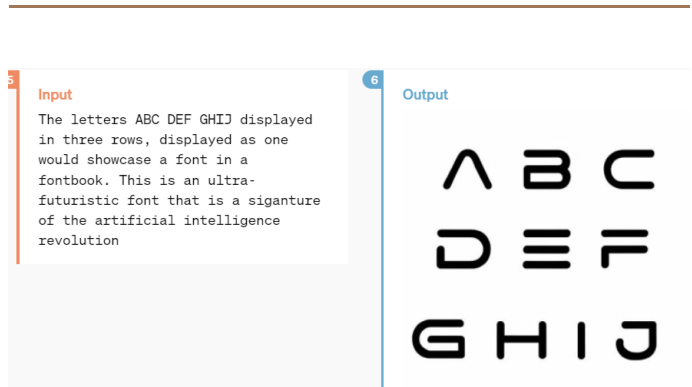 5
Input
The letters ABC DEF GHIJ displayed
in three rows, displayed as one
would showcase a font in a
fontbook. This is an ultra-
futuristic font that is a siganture
of the artificial intelligence
revolution
6
Output
A B C
D E F
G H I J